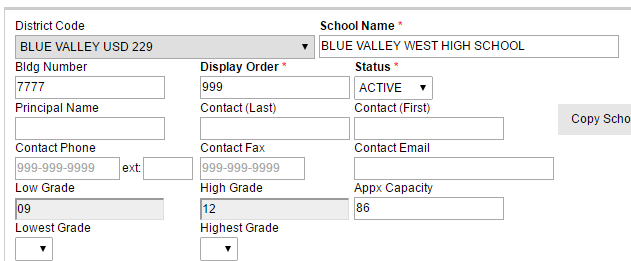 District Code School Name *
BLUE VALLEY USD 229 BLUE VALLEY WEST HIGH SCHOOL
Bldg Number Display Order * Status *
7777 999 ACTIVE
Principal Name Contact (Last) Contact (First)
Copy Scho
Contact Phone Contact Fax Contact Email
999-999-9999 ext: 999-999-9999
Low Grade High Grade Appx Capacity
09 12 86
Lowest Grade Highest Grade